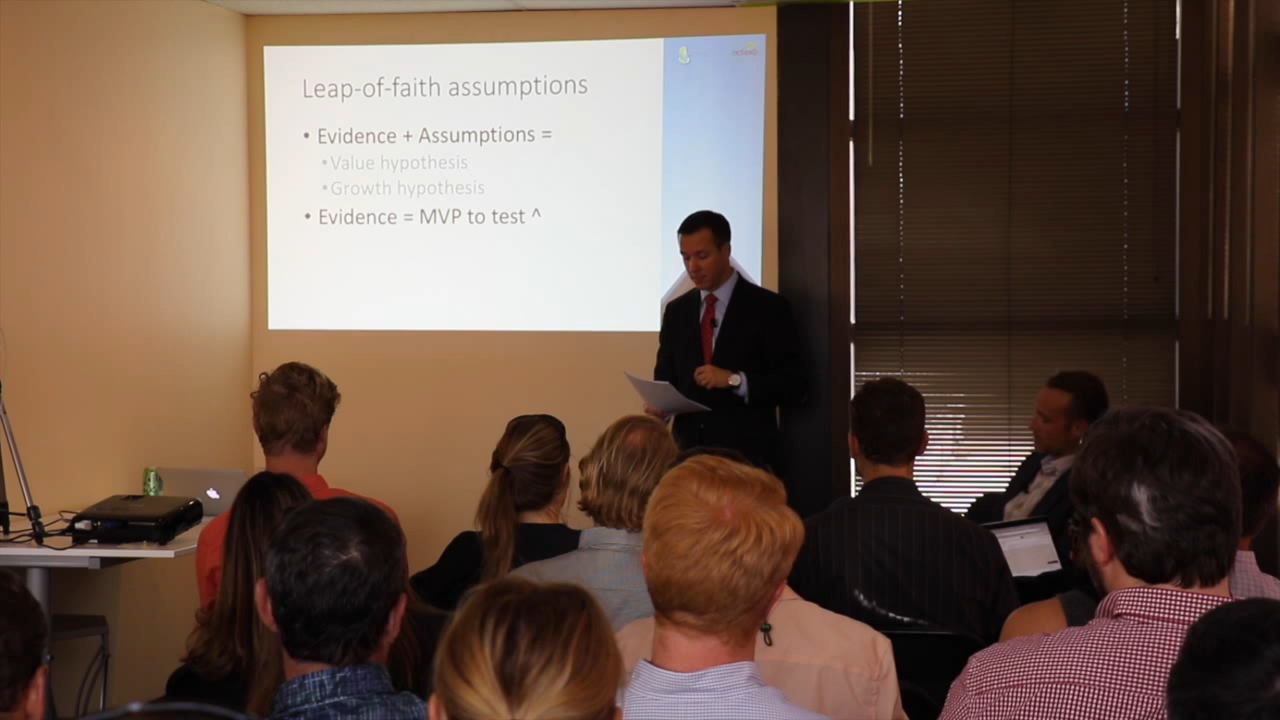 Leap-of-faith assumptions
• Evidence + Assumptions =
• Value hypothesis
• Growth hypothesis
• Evidence = MVP to test ^